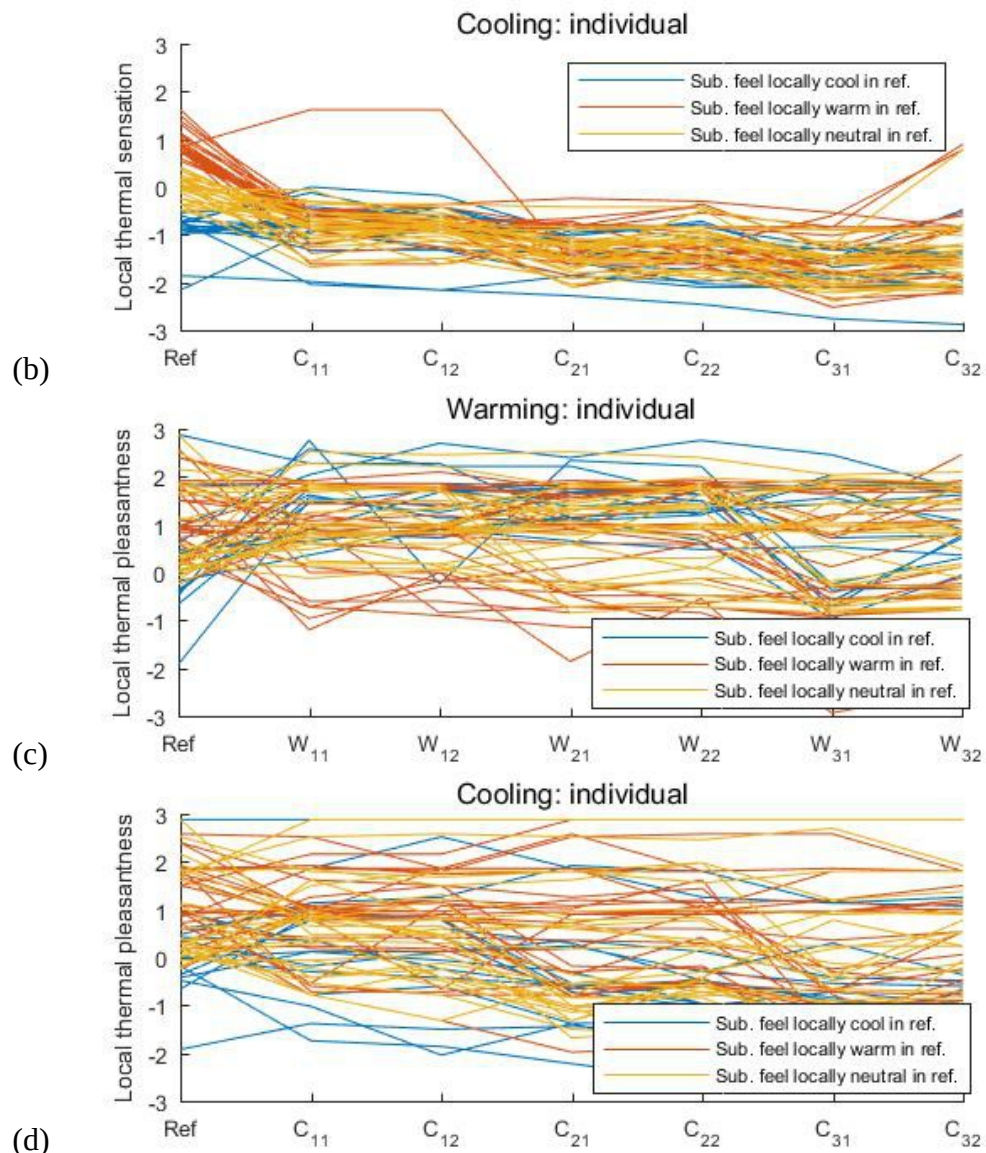 Cooling: individual
3
2
1
0
-1
-2
-3
Local thermal sensation
Sub. feel locally cool in ref.
Sub. feel locally warm in ref.
Sub. feel locally neutral in ref.
Ref C11 C12 C21 C22 C31 C32
(b)
Warming: individual
3
2
1
0
-1
-2
-3
Local thermal pleasantness
Sub. feel locally cool in ref.
Sub. feel locally warm in ref.
Sub. feel locally neutral in ref.
Ref W11 W12 W21 W22 W31 W32
(c)
Cooling: individual
3
2
1
0
-1
-2
-3
Local thermal pleasantness
Sub. feel locally cool in ref.
Sub. feel locally warm in ref.
Sub. feel locally neutral in ref.
Ref C11 C12 C21 C22 C31 C32
(d)